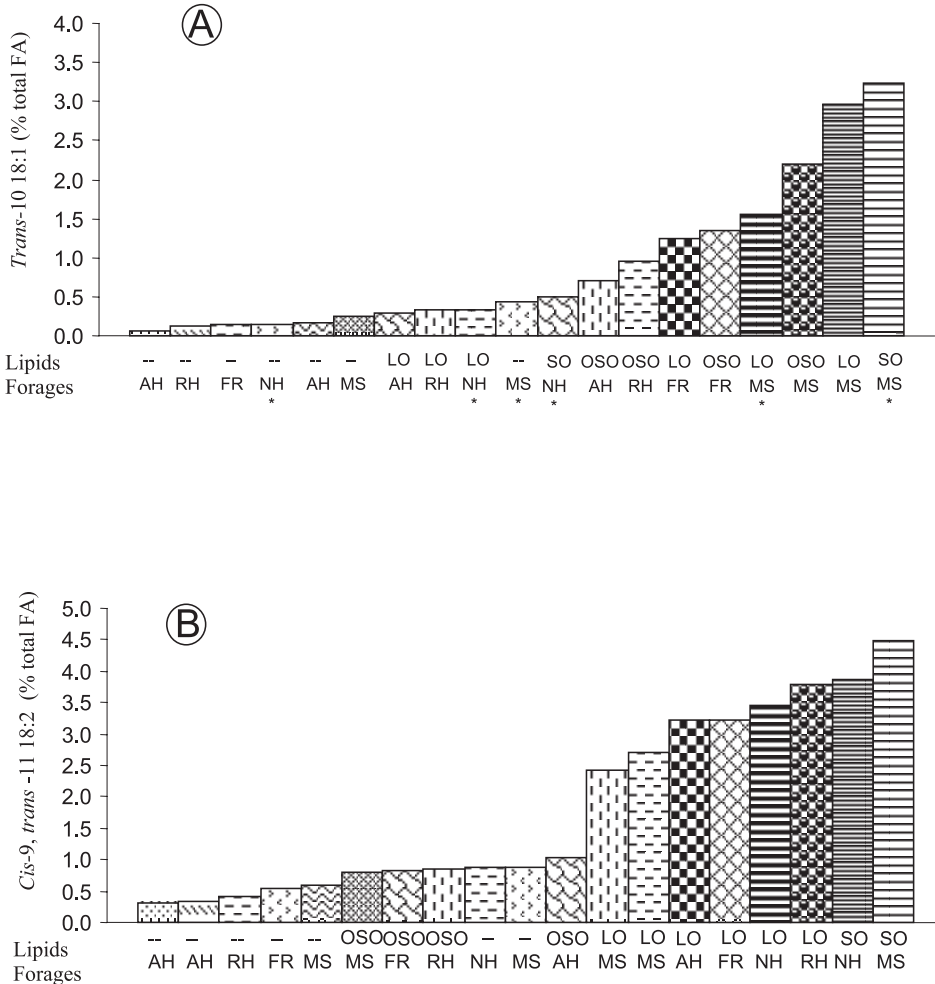 A
4.0
3.5
3.0
2.5
2.0
1.5
1.0
0.5
0.0
Trans-10 18:1 (% total FA)
Lipids -- -- – -- -- – LO LO LO -- SO OSO OSO LO OSO LO OSO LO SO
Forages AH RH FR NH AH MS AH RH NH MS NH AH RH FR FR MS MS MS MS
* * * * * *
B
5.0
4.5
4.0
3.5
3.0
2.5
2.0
1.5
1.0
0.5
0.0
Cis-9, trans -11 18:2 (% total FA)
Lipids -- – -- – -- OSO OSO OSO – – OSO LO LO LO LO LO LO SO SO
Forages AH AH RH FR MS MS FR RH NH MS AH MS MS AH FR NH RH NH MS